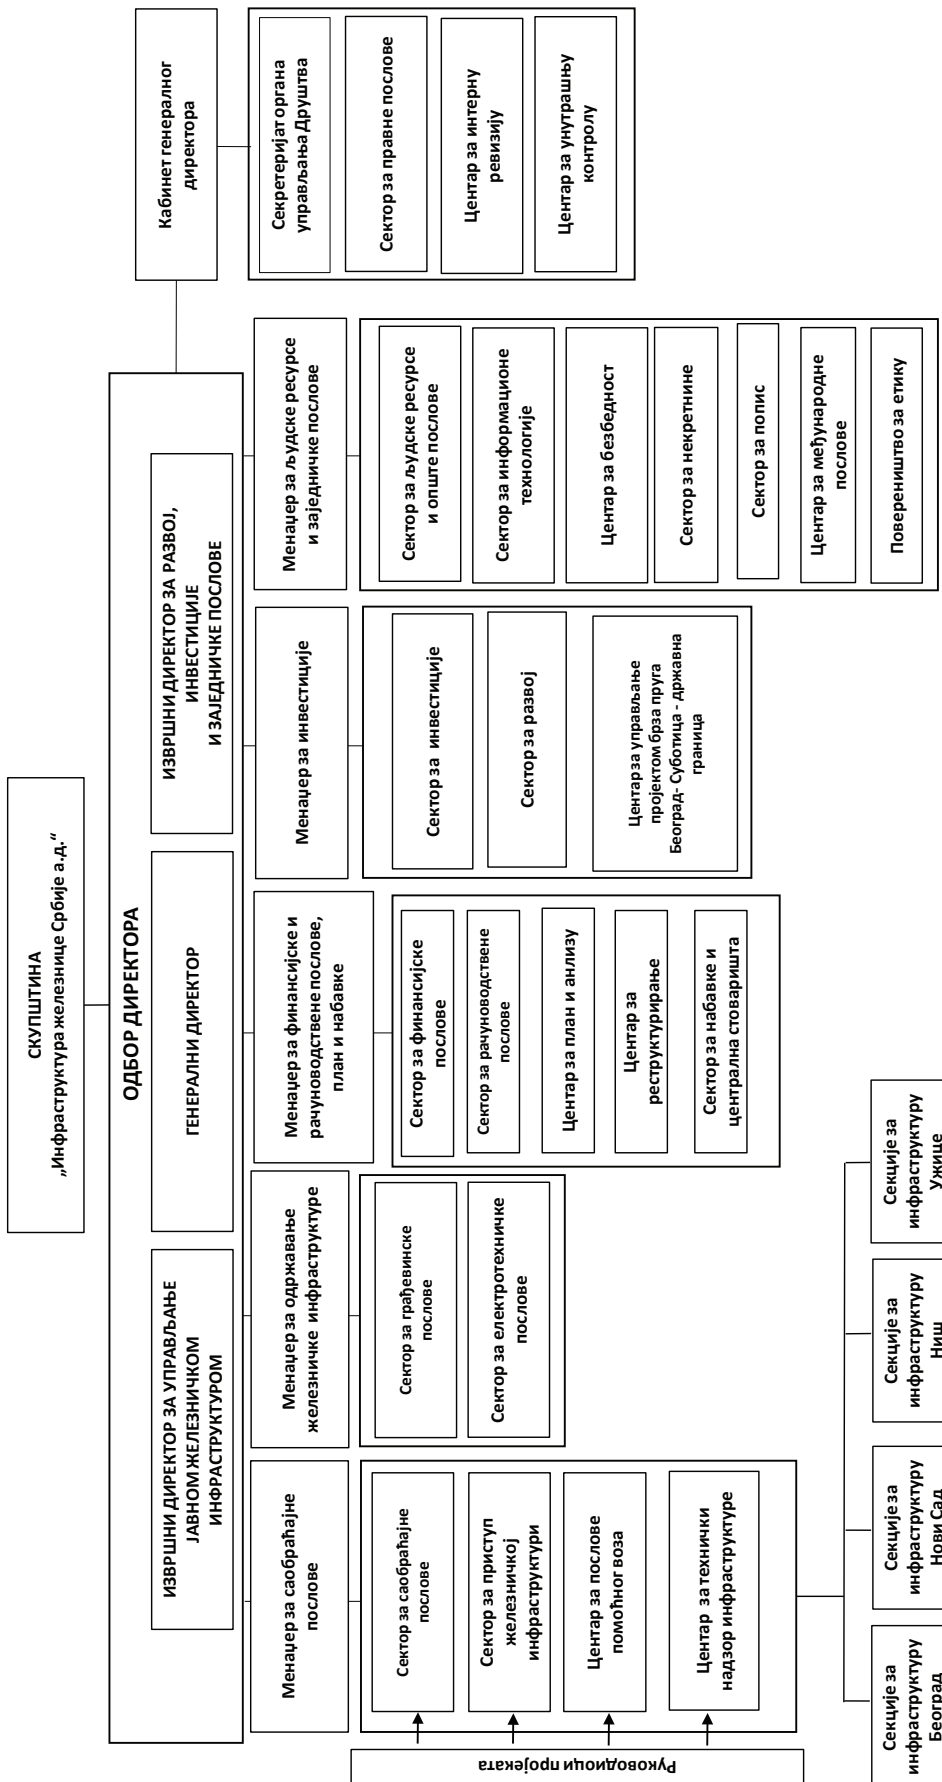 СКУПШТИНА
„Инфраструктура железнице Србије а.д.“
ОДБОР ДИРЕКТОРА
ИЗВРШНИ ДИРЕКТОР ЗА УПРАВЉАЊЕ
ЈАВНОМ ЖЕЛЕЗНИЧКОМ
ИНФРАСТРУКТУРОМ
ГЕНЕРАЛНИ ДИРЕКТОР
ИЗВРШНИ ДИРЕКТОР ЗА РАЗВОЈ,
ИНВЕСТИЦИЈЕ
И ЗАЈЕДНИЧКЕ ПОСЛОВЕ
Кабинет генералног
директора
Секретеријат органа
управљања Друштва
Сектор за правне послове
Центар за интерну
ревизију
Центар за унутрашњу
контролу
Менаџер за саобраћајне
послове
Сектор за саобраћајне
послове
Сектор за приступ
железничкој
инфраструктури
Центар за послове
помоћног воза
Центар за технички
надзор инфраструктуре
Руководиоци пројеката
Менаџер за одржавање
железничке инфраструктуре
Сектор за грађевинске
послове
Сектор за електротехничке
послове
Менаџер за финансијске и
рачуноводствене послове,
план и набавке
Сектор за финансијске
послове
Сектор за рачуноводствене
послове
Центар за план и анлизу
Центар за
реструктурирање
Сектор за набавке и
централна стоваришта
Менаџер за инвестиције
Сектор за инвестиције
Сектор за развој
Центар за управљање
пројектом брза пруга
Београд- Суботица - државна
граница
Менаџер за људске ресурсе
и заједничке послове
Сектор за људске ресурсе
и опште послове
Сектор за информационе
технологије
Центар за безбедност
Сектор за некретнине
Сектор за попис
Центар за међународне
послове
Повереништво за етику
Секције за
инфраструктуру
Београд
Секције за
инфраструктуру
Нови Сад
Секције за
инфраструктуру
Ниш
Секције за
инфраструктуру
Ужице